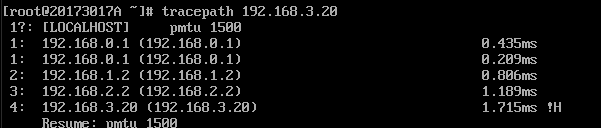 [root@20173017A ~]# tracepath 192.168.3.20
1?: [LOCALHOST]     pmtu 1500
1:  192.168.0.1 (192.168.0.1)     0.435ms
1:  192.168.0.1 (192.168.0.1)     0.209ms
2:  192.168.1.2 (192.168.1.2)     0.806ms
3:  192.168.2.2 (192.168.2.2)     1.189ms
4:  192.168.3.20 (192.168.3.20)     1.715ms !H
Resume: pmtu 1500